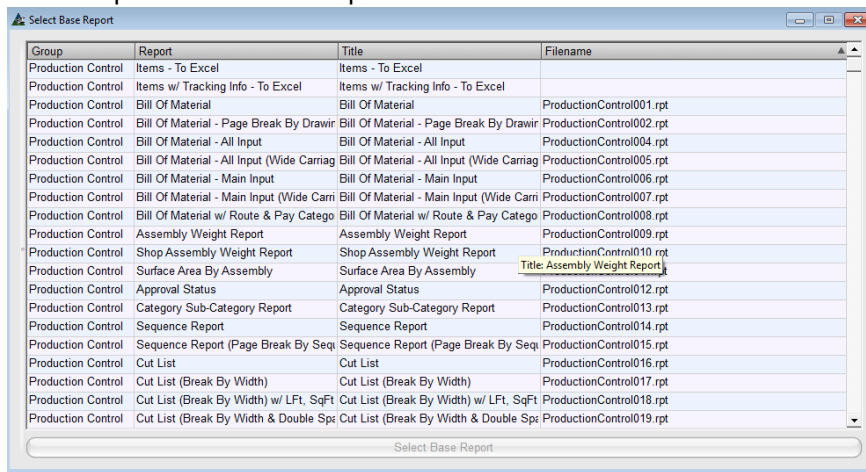 Select Base Report
Group Report Title Filename
Production Control Items - To Excel Items - To Excel
Production Control Items w/ Tracking Info - To Excel Items w/ Tracking Info - To Excel
Production Control Bill Of Material Bill Of Material ProductionControl001.rpt
Production Control Bill Of Material - Page Break By Drawin Bill Of Material - Page Break By Drawin ProductionControl002.rpt
Production Control Bill Of Material - All Input Bill Of Material - All Input ProductionControl004.rpt
Production Control Bill Of Material - All Input (Wide Carriag Bill Of Material - All Input (Wide Carriag ProductionControl005.rpt
Production Control Bill Of Material - Main Input Bill Of Material - Main Input ProductionControl006.rpt
Production Control Bill Of Material - Main Input (Wide Carri Bill Of Material - Main Input (Wide Carri ProductionControl007.rpt
Production Control Bill Of Material w/ Route & Pay Catego Bill Of Material w/ Route & Pay Catego ProductionControl008.rpt
Production Control Assembly Weight Report Assembly Weight Report ProductionControl009.rpt
Production Control Shop Assembly Weight Report Shop Assembly Weight Report ProductionControl010.rpt
Title: Assembly Weight Report
Production Control Surface Area By Assembly Surface Area By Assembly
Production Control Approval Status Approval Status ProductionControl012.rpt
Production Control Category Sub-Category Report Category Sub-Category Report ProductionControl013.rpt
Production Control Sequence Report Sequence Report ProductionControl014.rpt
Production Control Sequence Report (Page Break By Sequ Sequence Report (Page Break By Sequ ProductionControl015.rpt
Production Control Cut List Cut List ProductionControl016.rpt
Production Control Cut List (Break By Width) Cut List (Break By Width) ProductionControl017.rpt
Production Control Cut List (Break By Width) w/ LFt, SqFt Cut List (Break By Width) w/ LFt, SqFt ProductionControl018.rpt
Production Control Cut List (Break By Width & Double Spa Cut List (Break By Width & Double Spa ProductionControl019.rpt
Select Base Report